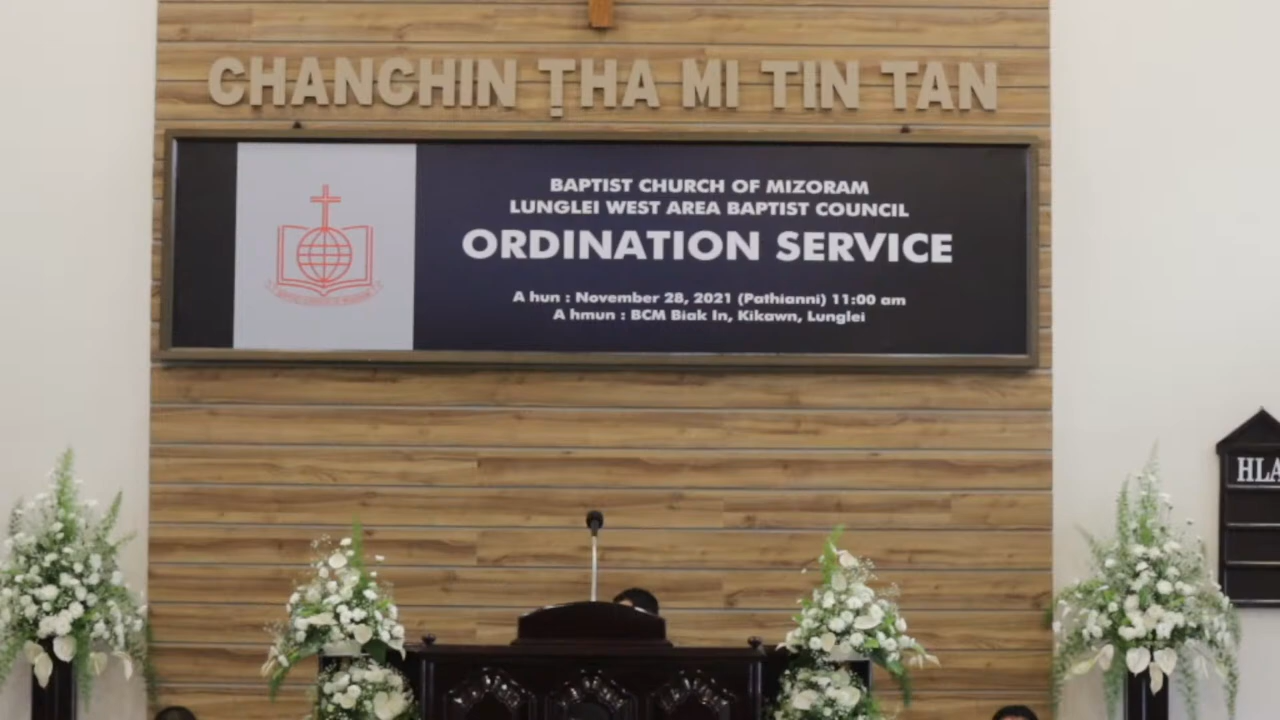 CHANCHIN ṬHA MI TIN TAN
BAPTIST CHURCH OF MIZORAM
LUNGLEI WEST AREA BAPTIST COUNCIL
ORDINATION SERVICE
A hun : November 28, 2021 (Pathianni) 11:00 am
A hmun : BCM Biak In, Kikawn, Lunglei
HLA